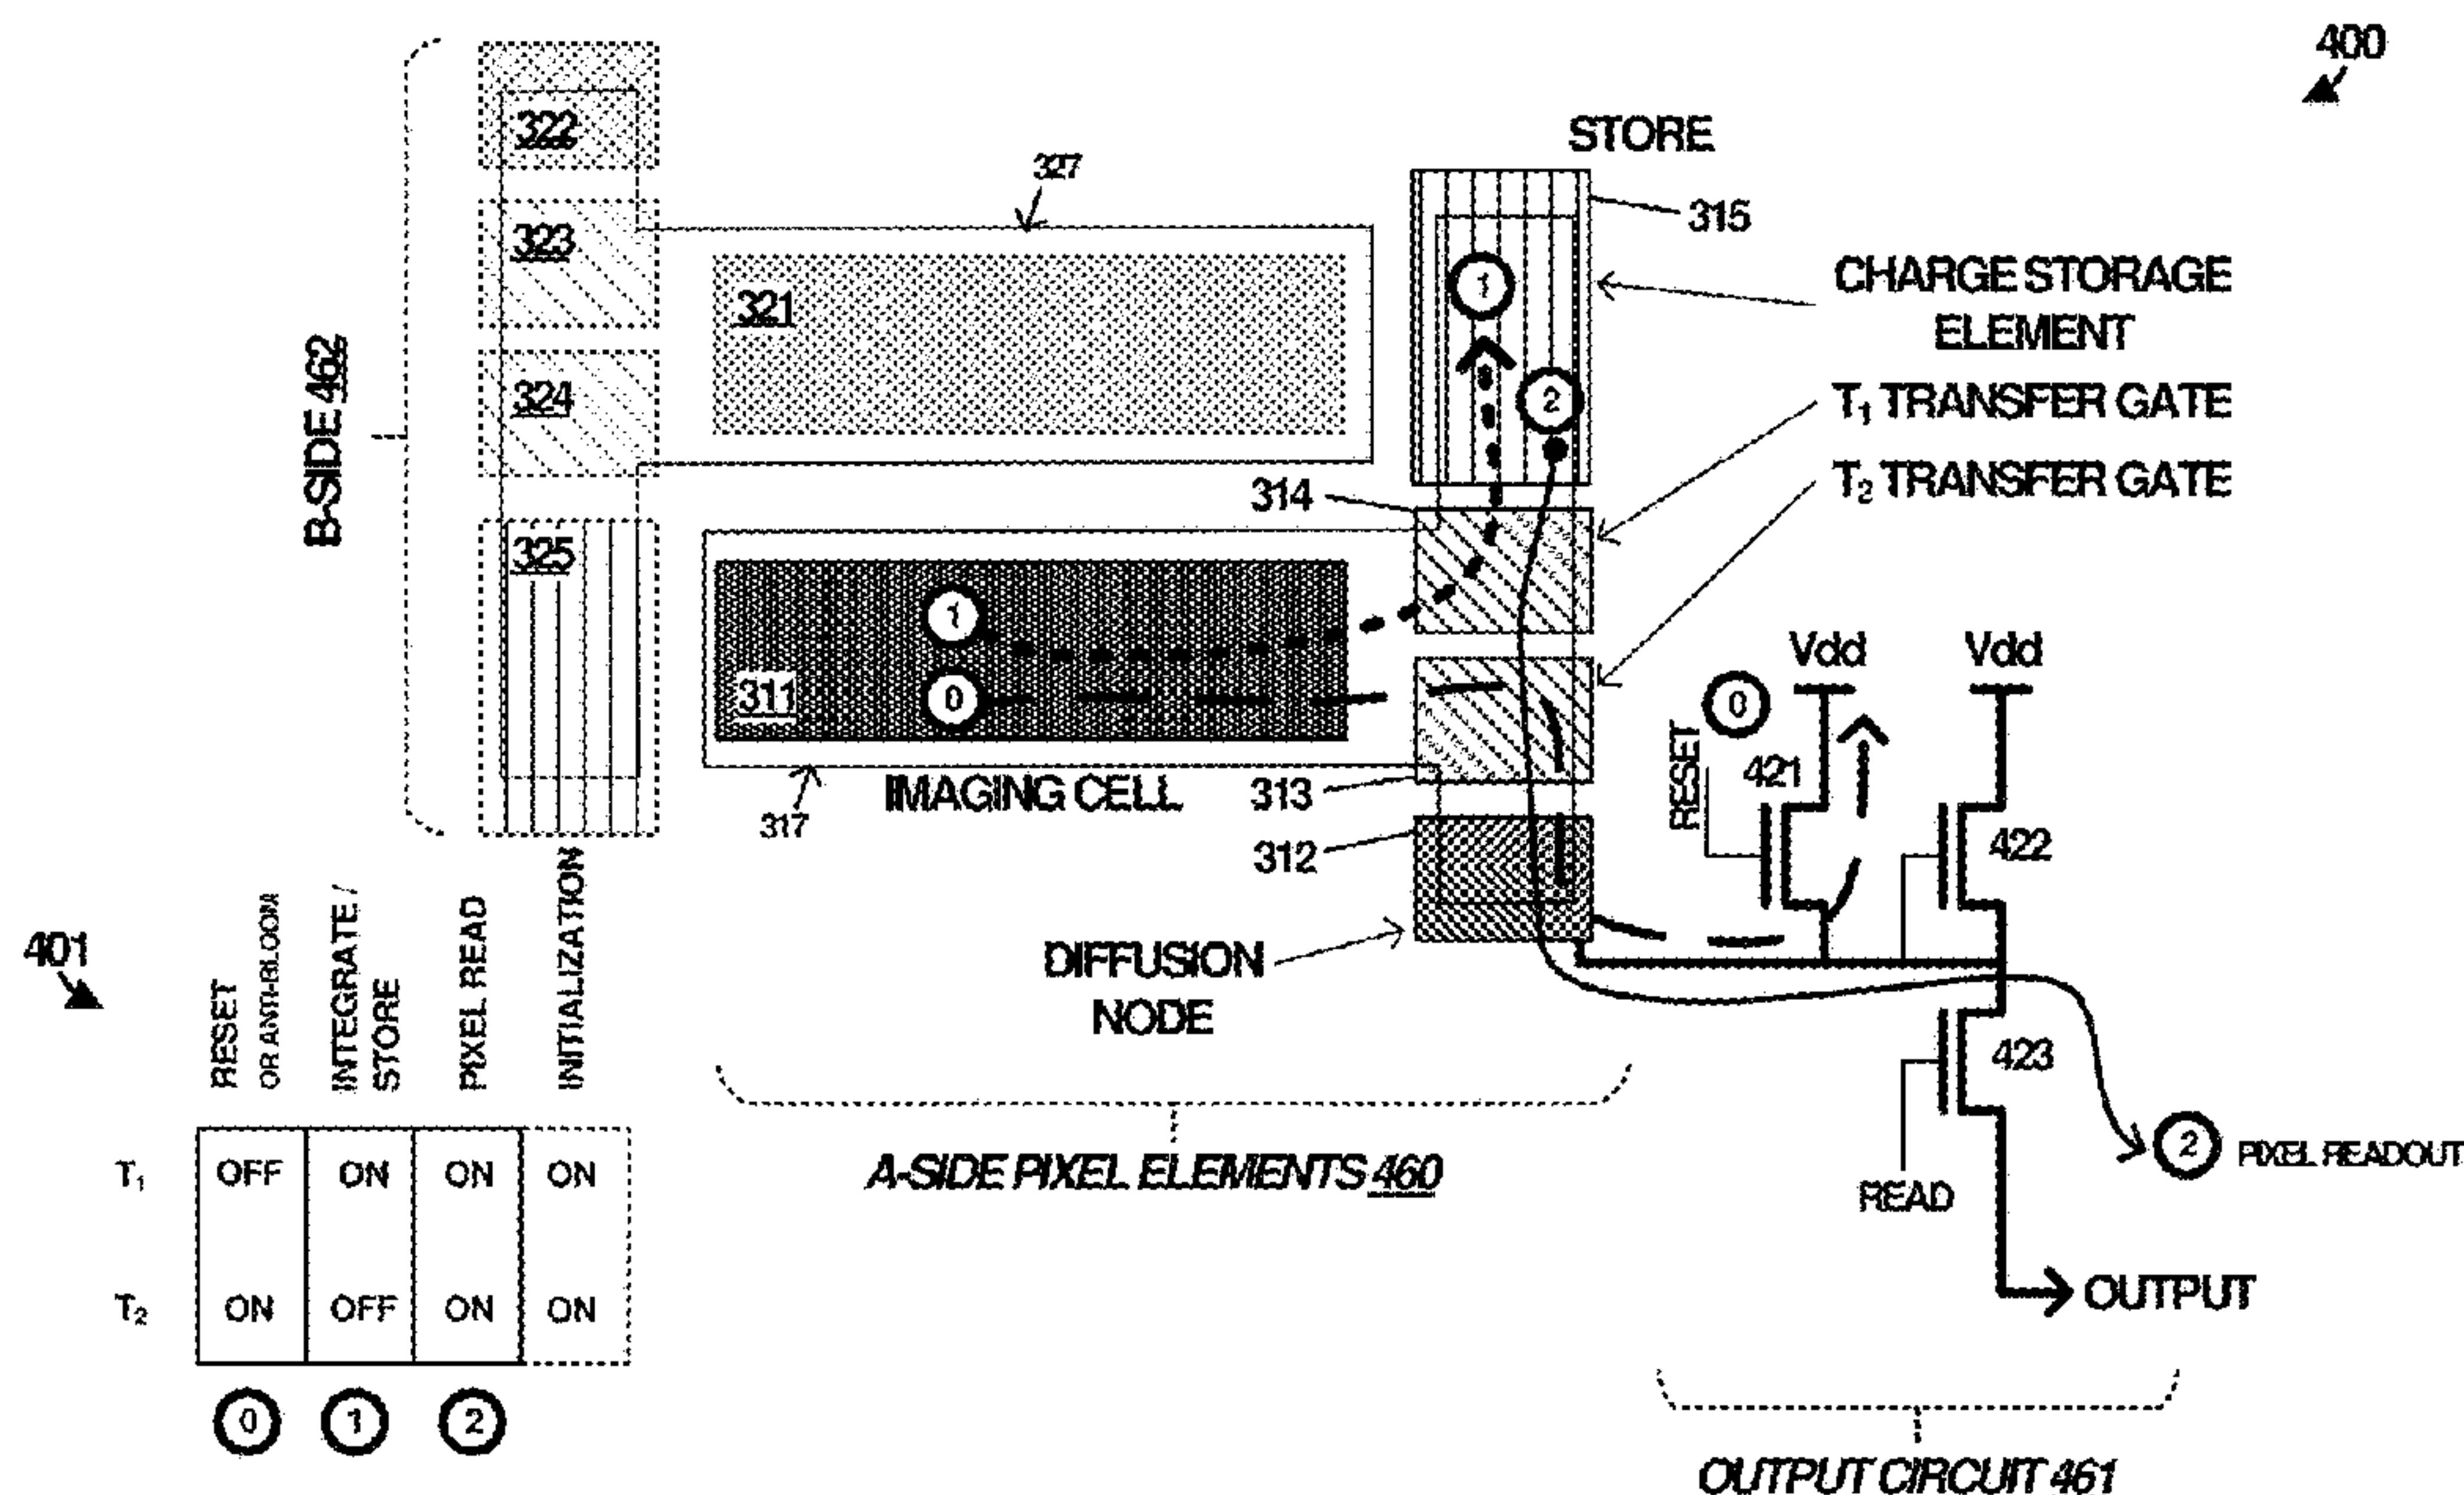 400
STORE
322
327
315
323
321
1
CHARGE STORAGE
ELEMENT
B-SIDE 462
324
2
T1 TRANSFER GATE
T2 TRANSFER GATE
314
325
1
311
0
Vdd
Vdd
0
RESET
421
IMAGING CELL
313
317
312
422
401
RESET
OR ANTI-BLOOM
INTEGRATE /
STORE
PIXEL READ
INITIALIZATION
DIFFUSION
NODE
423
A-SIDE PIXEL ELEMENTS 460
2
PIXEL READOUT
READ
T1 OFF ON ON ON
T2 ON OFF ON ON
OUTPUT
0 1 2
OUTPUT CIRCUIT 461